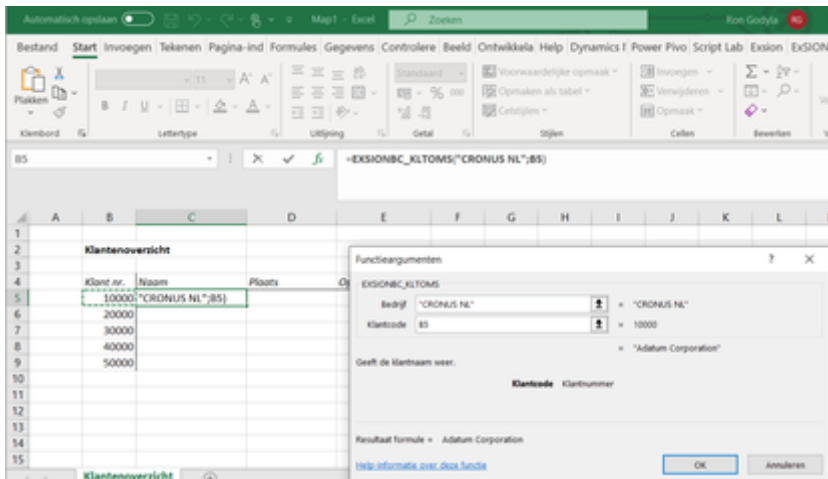 Automatisch opslaan Map1 - Excel Zoeken Ron Godyla RG
Bestand Start Invoegen Tekenen Pagina-ind Formules Gegevens Controlere Beeld Ontwikkela Help Dynamics Power Pivo Script Lab Exsion ExSION
Plakken 11 A A Standaard Voorwaardelijke opmaak Invoegen
B I U A % 000 Opmaken als tabel Verwijderen
Celstijlen Opmaak
Klembord Lettertype Uitlijning Getal Stijlen Cellen Bewerken
B5 fx =EXSIONBC_KLTOMS("CRONUS NL";B5)
A B C D E F G H I J K L
1
2 Klantenoverzicht
3
4 Klant nr. Naam Plaats
5 10000 "CRONUS NL";B5)
6 20000
7 30000
8 40000
9 50000
10
11
12
13
14
15
Klantenoverzicht
Functieargumenten ? ×
EXSIONBC_KLTOMS
Bedrijf "CRONUS NL" = "CRONUS NL"
Klantcode B5 = 10000
= "Adatum Corporation"
Geeft de klantnaam weer.
Klantcode Klantnummer
Resultaat formule = Adatum Corporation
Help-informatie over deze functie
OK Annuleren